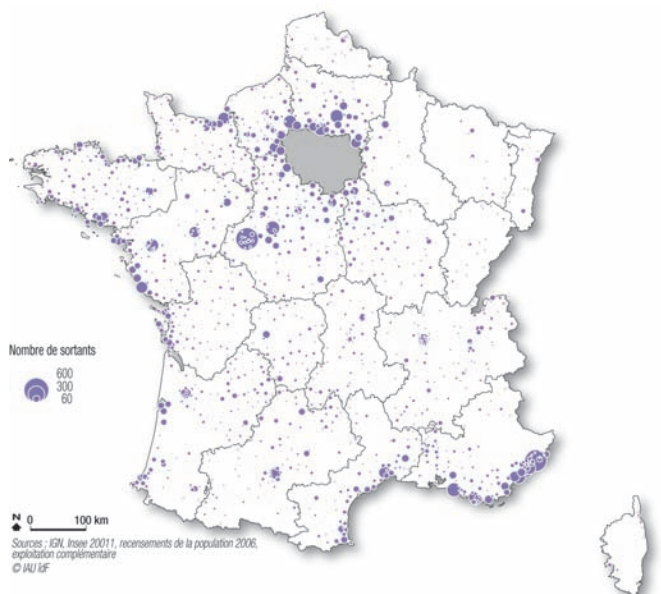 Nombre de sortants
600
300
60
N
0 100 km
Sources : IGN, Insee 20011, recensements de la population 2006,
exploitation complémentaire
© IAU îdF